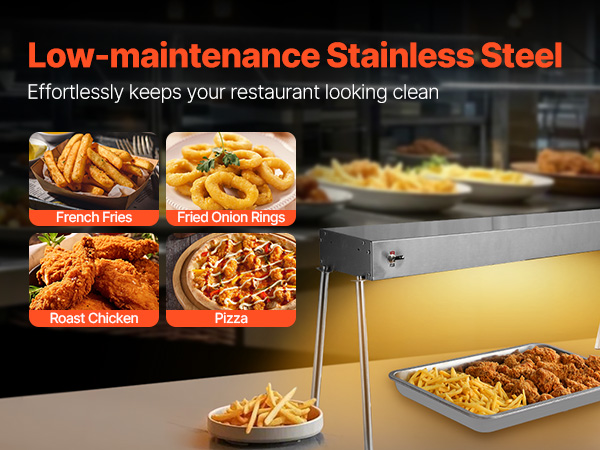 Low-maintenance Stainless Steel
Effortlessly keeps your restaurant looking clean
French Fries
Fried Onion Rings
Roast Chicken
Pizza